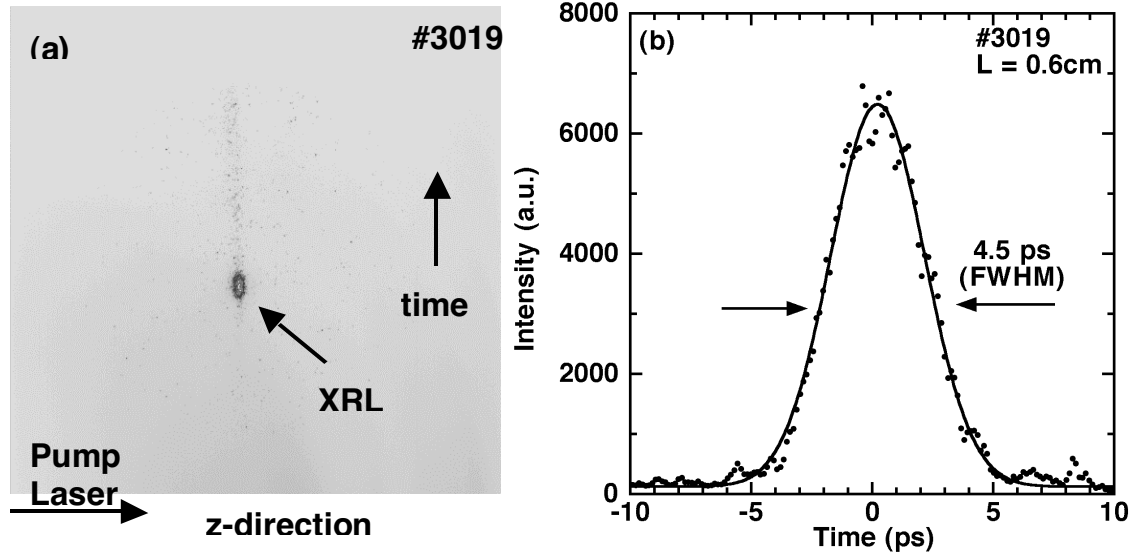 (a)
#3019
time
XRL
Pump
Laser
z-direction
(b)
#3019
L = 0.6cm
4.5 ps
(FWHM)
Intensity (a.u.)
8000
6000
4000
2000
0
-10
-5
0
5
10
Time (ps)